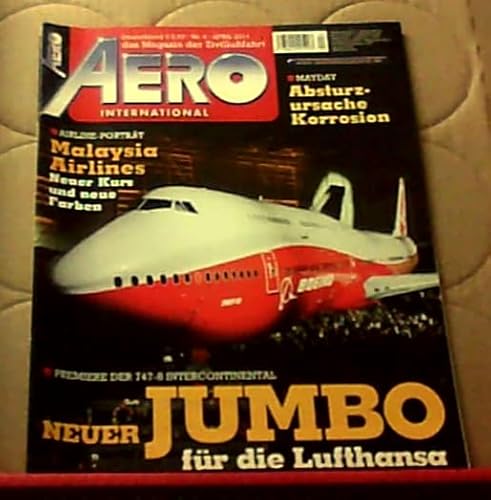 AERO
das Magazin der Zivilluftfahrt
AERO
INTERNATIONAL
MAYDAY
Absturz-
ursache
Korrosion
AIRLINE-PORTRÄT
Malaysia
Airlines
Neuer Kurs
und neue
Farben
BOEING
PREMIERE DER 747-8 INTERCONTINENTAL
NEUER JUMBO
für die Lufthansa